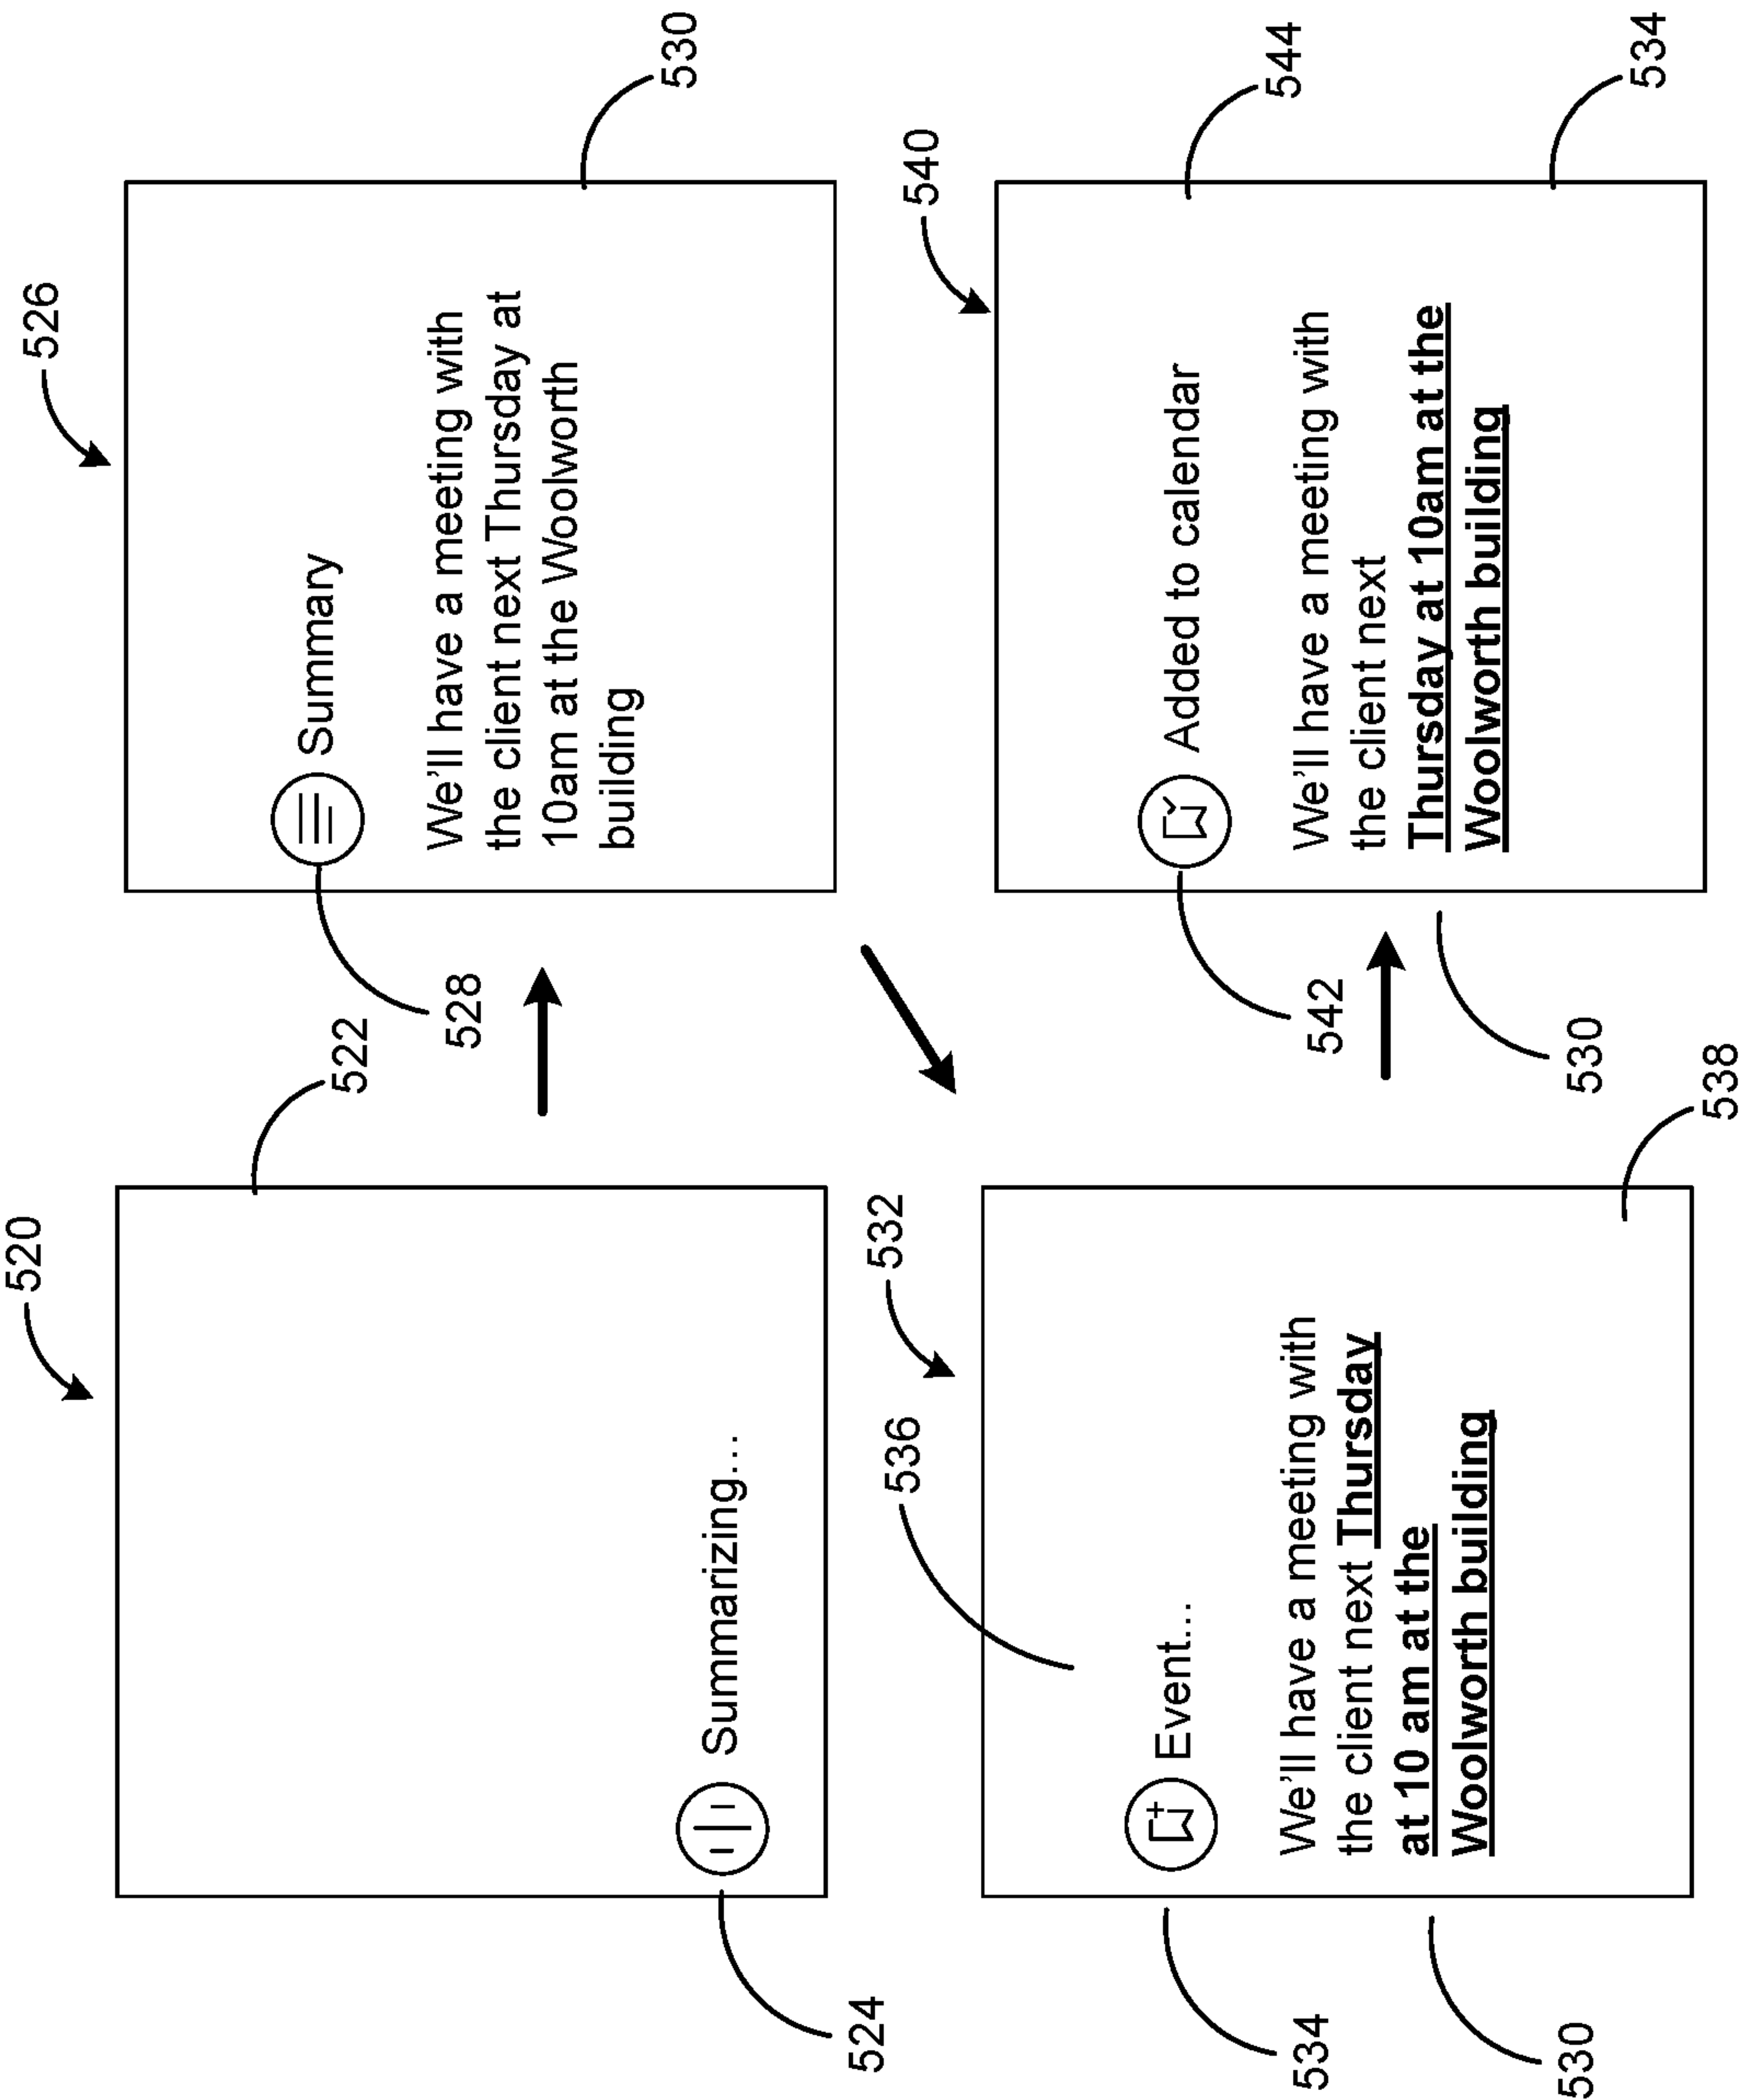 520
522
524
Summarizing...
526
528
Summary
We'll have a meeting with
the client next Thursday at
10am at the Woolworth
building
530
532
536
534
Event...
We'll have a meeting with
the client next Thursday
at 10 am at the
Woolworth building
530
538
540
544
542
Added to calendar
We'll have a meeting with
the client next
Thursday at 10am at the
Woolworth building
530
534